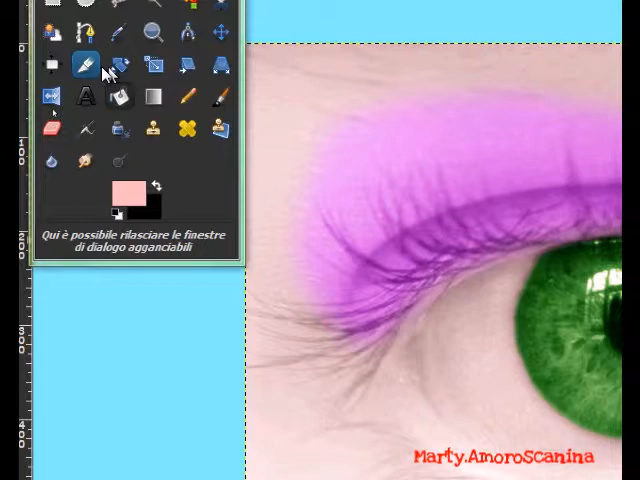 Qui è possibile rilasciare le finestre
di dialogo agganciabili
Marty.AmoroScanina